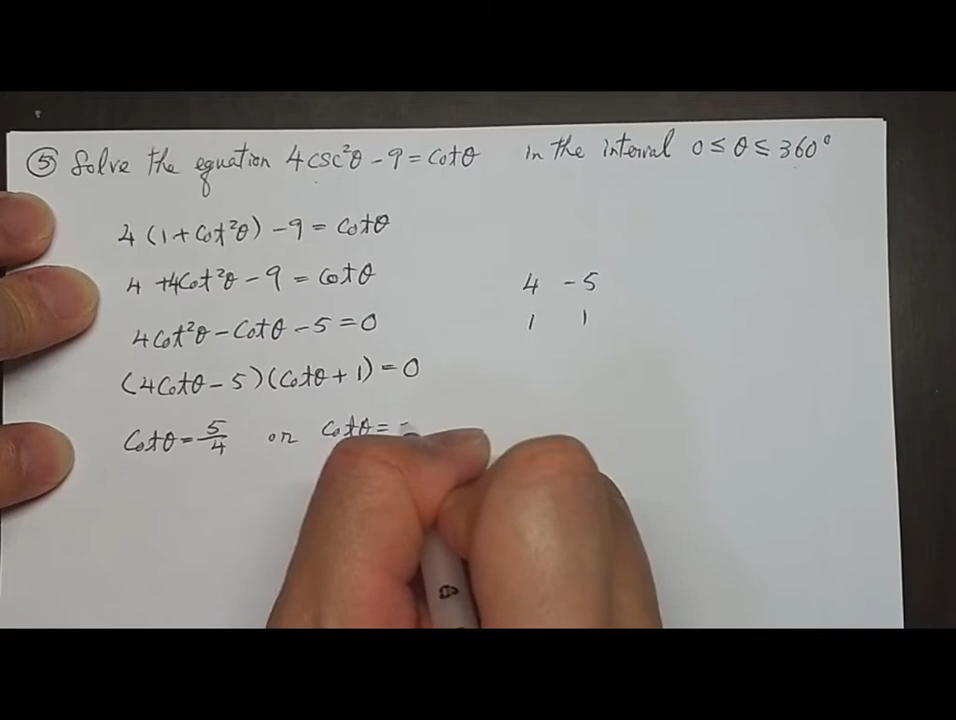 ⑤ Solve the equation 4csc²θ - 9 = cotθ in the interval 0 ≤ θ ≤ 360°
4(1 + cot²θ) - 9 = cotθ
4 + 4cot²θ - 9 = cotθ
4 -5
4cot²θ - cotθ - 5 = 0
1 1
(4cotθ - 5)(cotθ + 1) = 0
cotθ = 5/4 or cotθ = -